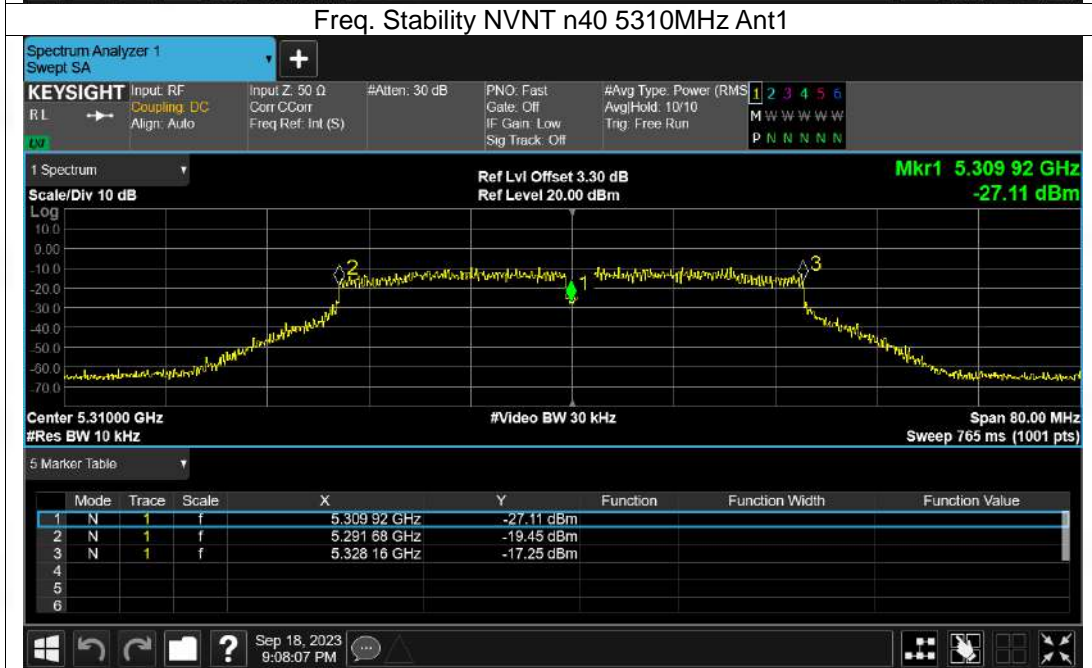 Freq. Stability NVNT n40 5310MHz Ant1
Spectrum Analyzer 1
Swept SA
+
KEYSIGHT Input: RF Input Z: 50 Ω #Atten: 30 dB PNO: Fast #Avg Type: Power (RMS 1 2 3 4 5 6
RL Coupling: DC Corr CCorr Gate: Off Avg|Hold: 10/10 M W W W W W
Align: Auto Freq Ref: Int (S) IF Gain: Low Trig: Free Run
LXI Sig Track: Off P N N N N N
1 Spectrum Ref Lvl Offset 3.30 dB Mkr1 5.309 92 GHz
Scale/Div 10 dB Ref Level 20.00 dBm -27.11 dBm
Log
10.0
0.00
-10.0 2 3
-20.0 1
-30.0
-40.0
-50.0
-60.0
-70.0
Center 5.31000 GHz #Video BW 30 kHz Span 80.00 MHz
#Res BW 10 kHz Sweep 765 ms (1001 pts)
5 Marker Table
Mode Trace Scale X Y Function Function Width Function Value
1 N 1 f 5.309 92 GHz -27.11 dBm
2 N 1 f 5.291 68 GHz -19.45 dBm
3 N 1 f 5.328 16 GHz -17.25 dBm
4
5
6
? Sep 18, 2023
9:08:07 PM